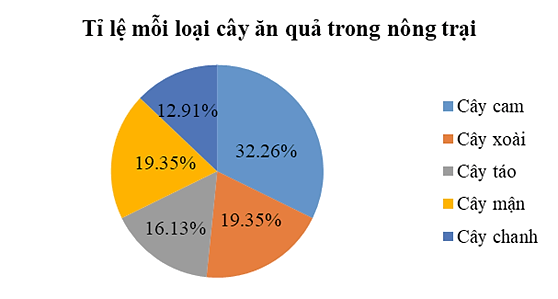 Tỉ lệ mỗi loại cây ăn quả trong nông trại
12.91%
32.26%
19.35%
19.35%
16.13%
Cây cam
Cây xoài
Cây táo
Cây mận
Cây chanh